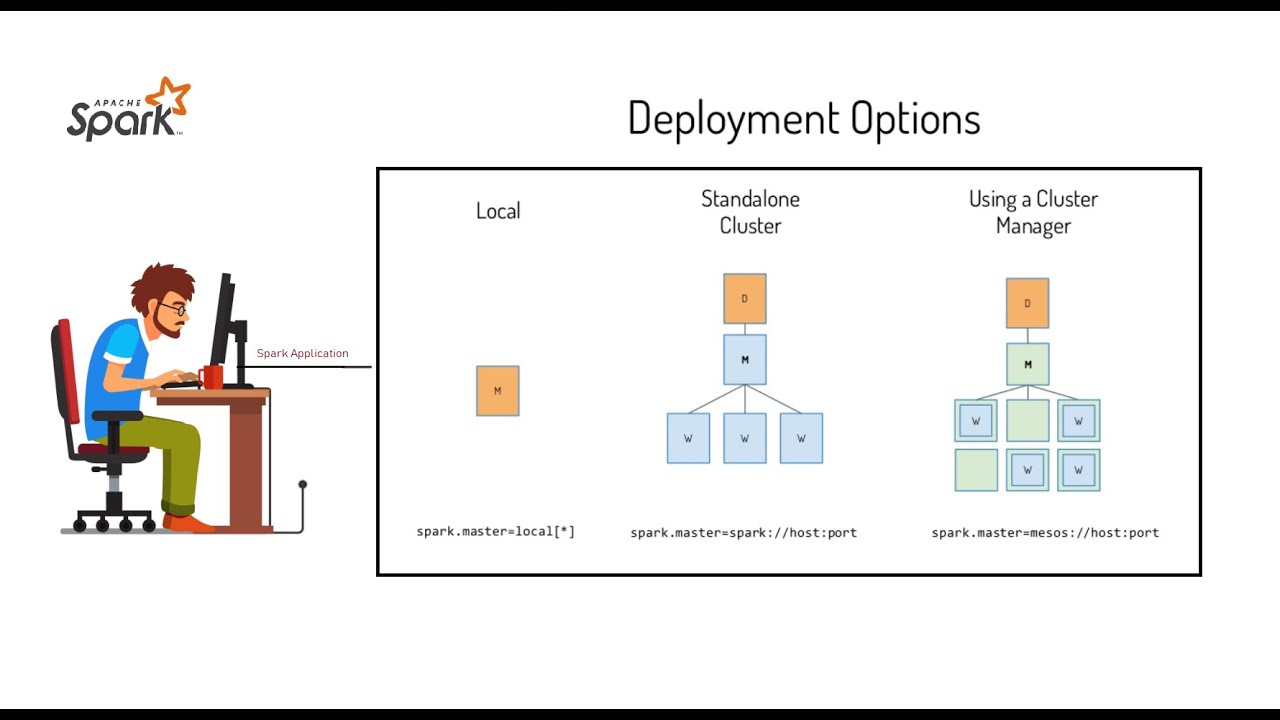 APACHE
Spark™
Deployment Options
Spark Application
Local
Standalone
Cluster
Using a Cluster
Manager
M
D
M
W W W
D
M
W W
W W
spark.master=local[*]
spark.master=spark://host:port
spark.master=mesos://host:port